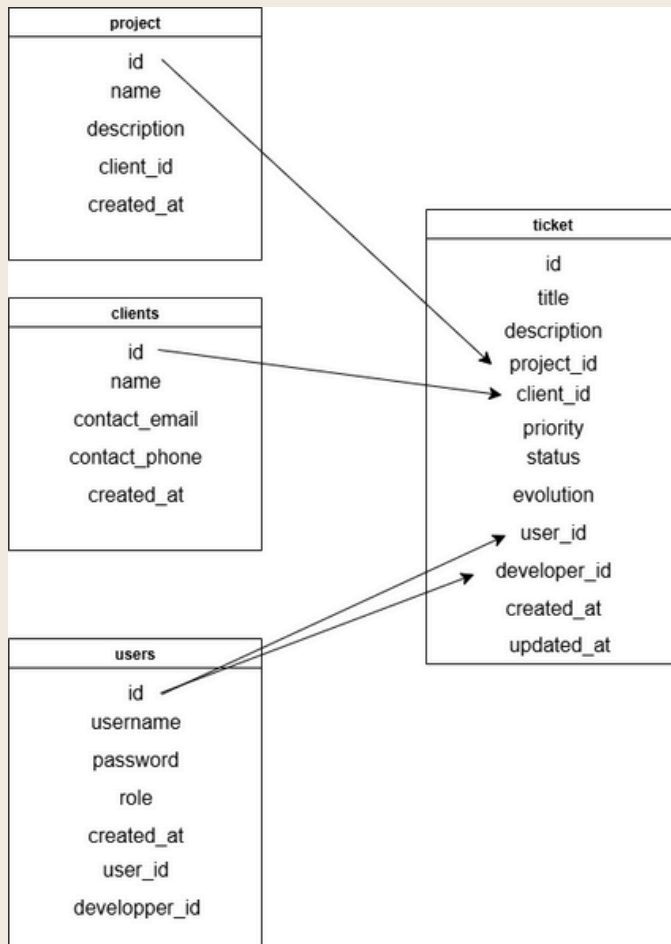 project
id
name
description
client_id
created_at
clients
id
name
contact_email
contact_phone
created_at
users
id
username
password
role
created_at
user_id
developper_id
ticket
id
title
description
project_id
client_id
priority
status
evolution
user_id
developer_id
created_at
updated_at